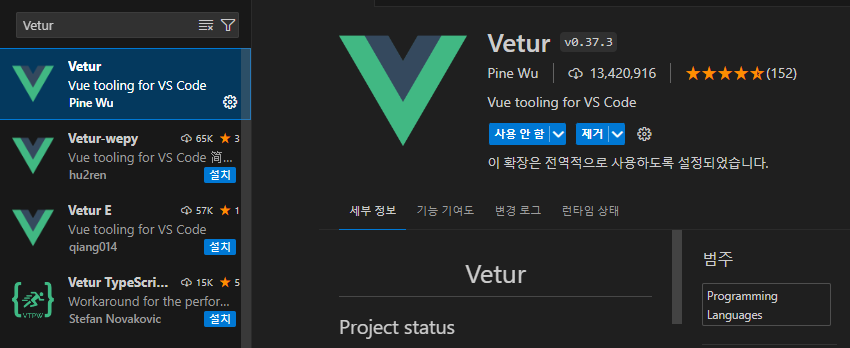 Vetur
Vetur
Vue tooling for VS Code
Pine Wu
Vetur-wepy 65K 3
Vue tooling for VS Code 简...
hu2ren 설치
Vetur E 57K 1
Vue tooling for VS Code
qiang014 설치
Vetur TypeScri... 15K 5
Workaround for the perfor...
Stefan Novakovic 설치
VTPW
Vetur v0.37.3
Pine Wu 13,420,916 (152)
Vue tooling for VS Code
사용 안 함 제거
이 확장은 전역적으로 사용하도록 설정되었습니다.
세부 정보 기능 기여도 변경 로그 런타임 상태
Vetur
Project status
범주
Programming
Languages